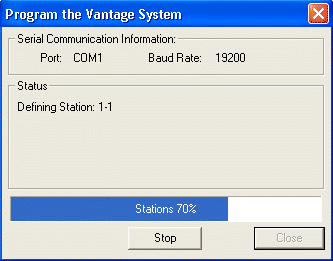 Program the Vantage System
Serial Communication Information:
Port: COM1 Baud Rate: 19200
Status
Defining Station: 1-1
Stations 70%
Stop Close